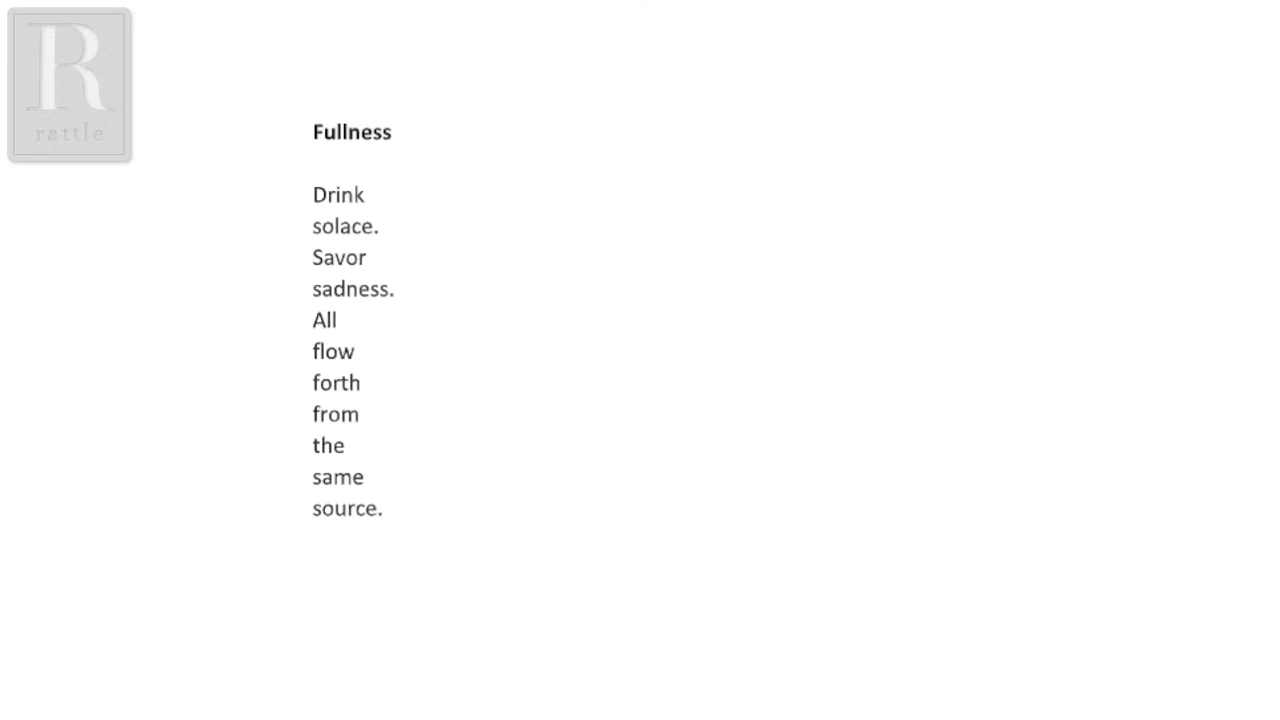 R
rattle
Fullness
Drink
solace.
Savor
sadness.
All
flow
forth
from
the
same
source.